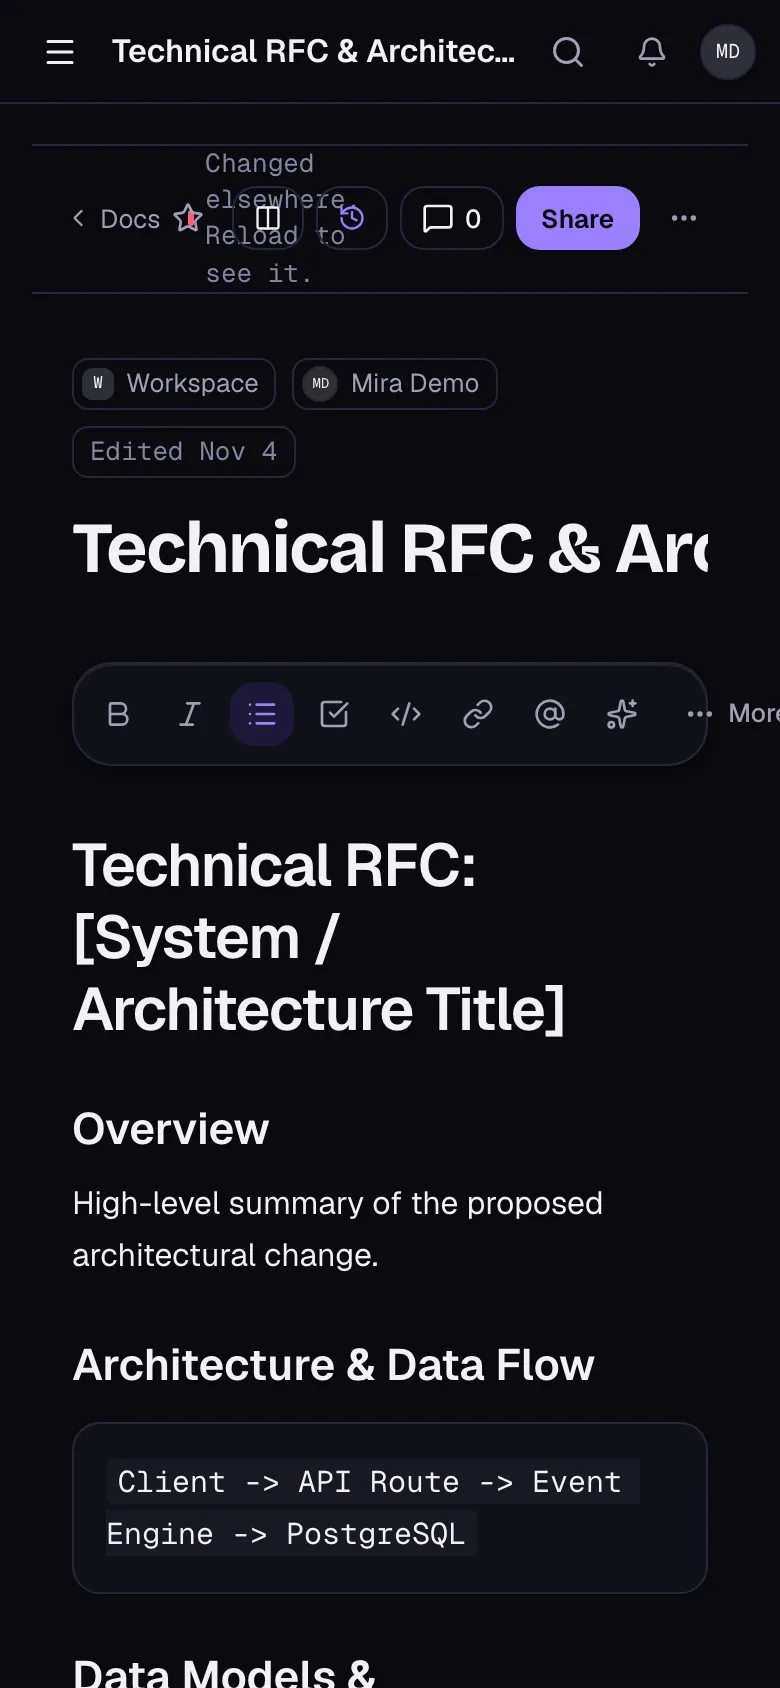 Technical RFC & Architec...
MD
Docs
Changed
elsewhere.
Reload to
see it.
0
Share
W Workspace
MD Mira Demo
Edited Nov 4
Technical RFC & Arc
More
Technical RFC:
[System /
Architecture Title]
Overview
High-level summary of the proposed
architectural change.
Architecture & Data Flow
Client -> API Route -> Event
Engine -> PostgreSQL
Data Models &